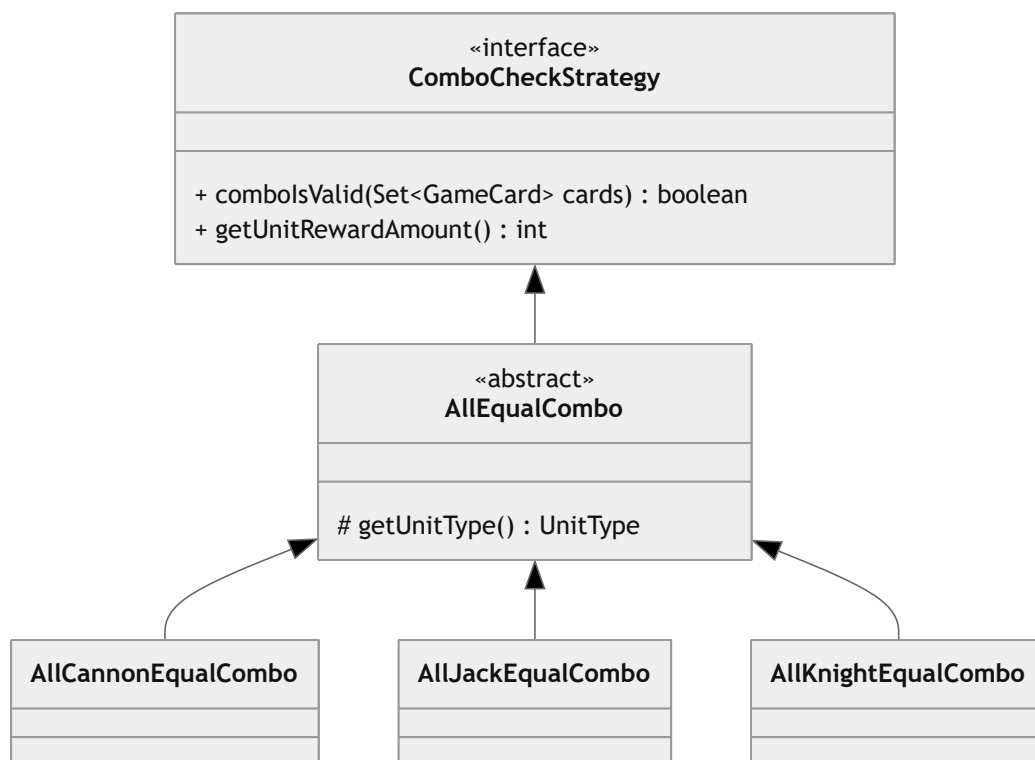 «interface»
ComboCheckStrategy
+ comboIsValid(Set<GameCard> cards) : boolean
+ getUnitRewardAmount() : int
«abstract»
AllEqualCombo
# getUnitType() : UnitType
AllCannonEqualCombo
AllJackEqualCombo
AllKnightEqualCombo